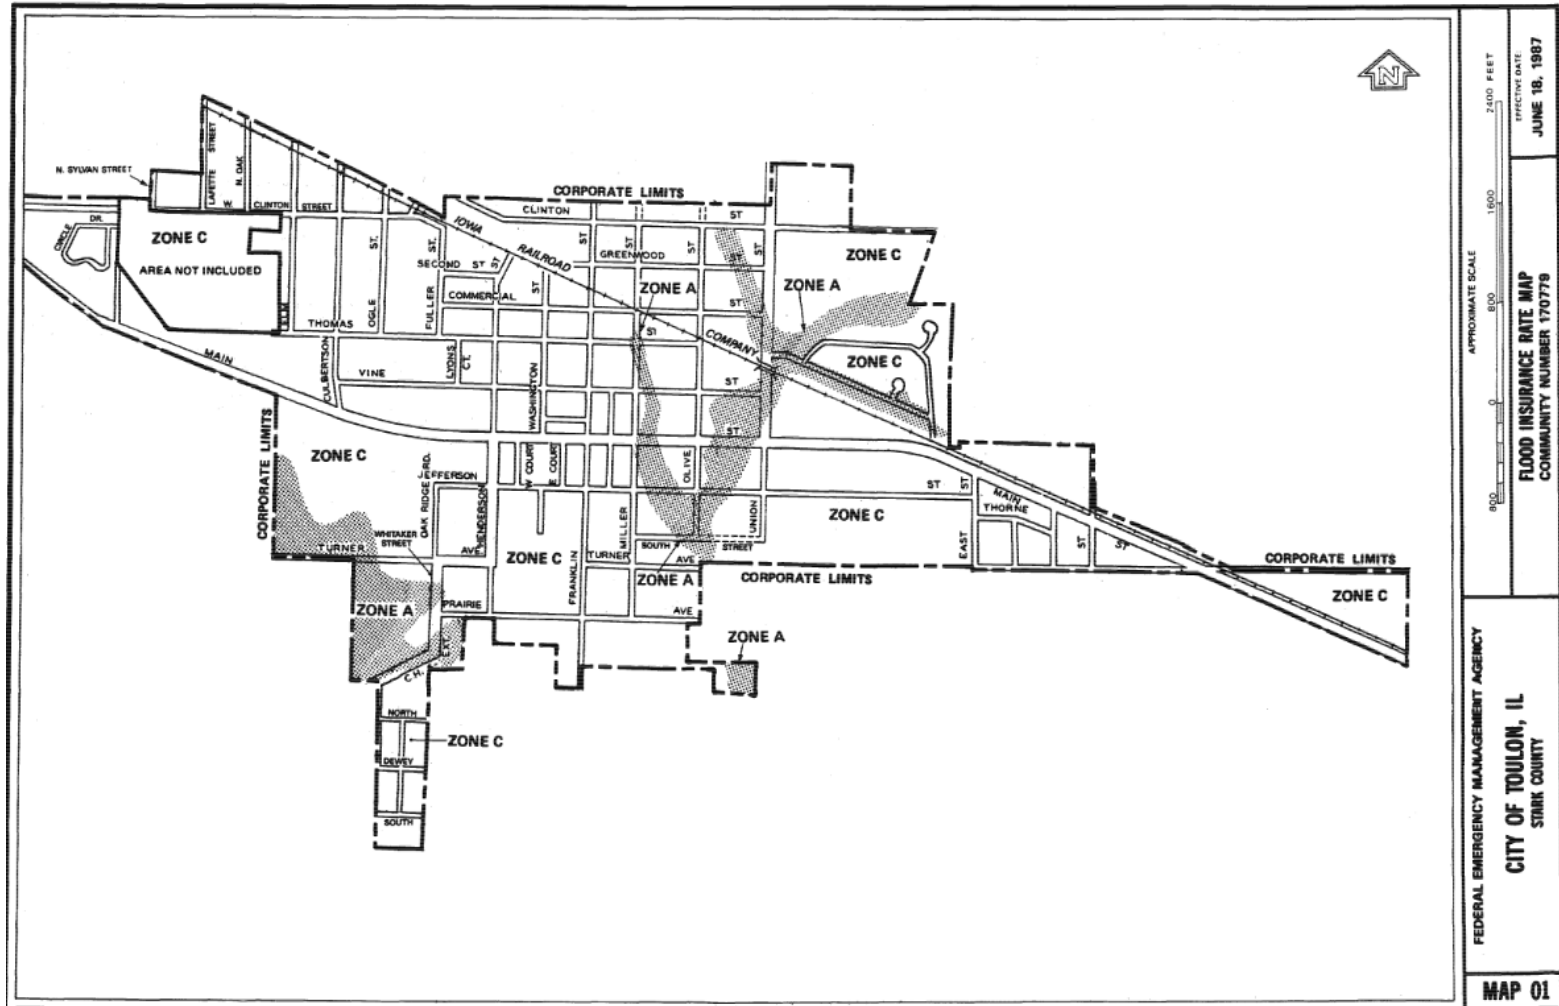 N
N. SYLVAN STREET
LAFETTE STREET
N. OAK
W. CLINTON STREET
CORPORATE LIMITS
CLINTON ST
IOWA RAILROAD COMPANY
DR.
CIRCLE
ZONE C
AREA NOT INCLUDED
ELM
ST.
OGLE
ST.
FULLER
SECOND ST
ST
COMMERCIAL
ST
ST
ST
ST
ST
GREENWOOD ST
ZONE C
ZONE A
ZONE A
ST
THOMAS
ST
MAIN
CULBERTSON
VINE
LYONS CT.
WASHINGTON
ST
ZONE C
ST
CORPORATE LIMITS
ZONE C
JEFFERSON
RD.
OAK RIDGE
HENDERSON
W COURT
E COURT
OLIVE
MILLER
UNION
ST
ST
MAIN
THORNE
ZONE C
EAST
ST
ST
WHITAKER STREET
TURNER
AVE
ZONE C
FRANKLIN
TURNER
AVE
SOUTH STREET
ZONE A
CORPORATE LIMITS
CORPORATE LIMITS
ZONE C
ZONE A
PRAIRIE
AVE
ZONE A
EXT.
C.H.
NORTH
ZONE C
DEWEY
SOUTH
APPROXIMATE SCALE
800 0 800 1600 2400 FEET
EFFECTIVE DATE:
JUNE 18, 1987
FLOOD INSURANCE RATE MAP
COMMUNITY NUMBER 170779
FEDERAL EMERGENCY MANAGEMENT AGENCY
CITY OF TOULON, IL
STARK COUNTY
MAP 01